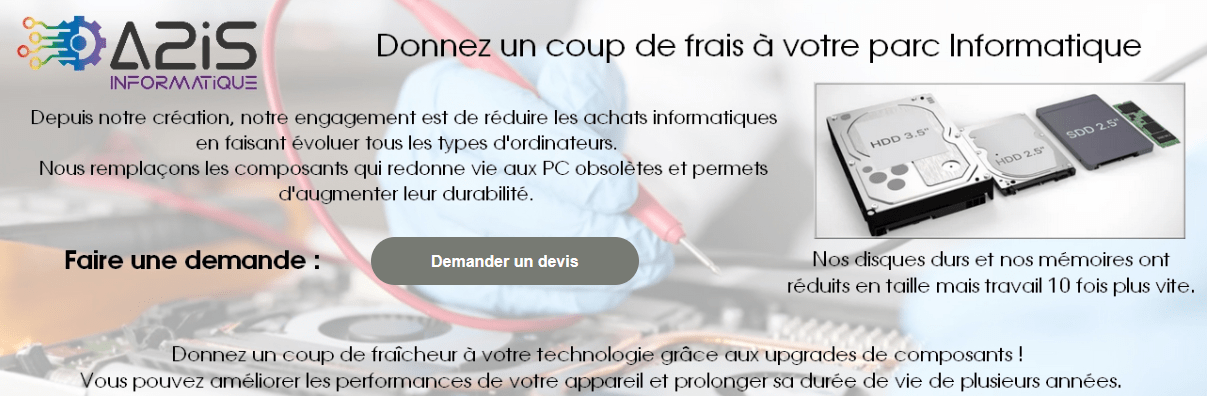 A2iS
INFORMATiQUE
Donnez un coup de frais à votre parc Informatique
Depuis notre création, notre engagement est de réduire les achats informatiques
en faisant évoluer tous les types d'ordinateurs.
Nous remplaçons les composants qui redonne vie aux PC obsolètes et permets
d'augmenter leur durabilité.
HDD 3.5"
HDD 2.5"
SDD 2.5"
Faire une demande :
Demander un devis
Nos disques durs et nos mémoires ont
réduits en taille mais travail 10 fois plus vite.
Donnez un coup de fraîcheur à votre technologie grâce aux upgrades de composants !
Vous pouvez améliorer les performances de votre appareil et prolonger sa durée de vie de plusieurs années.